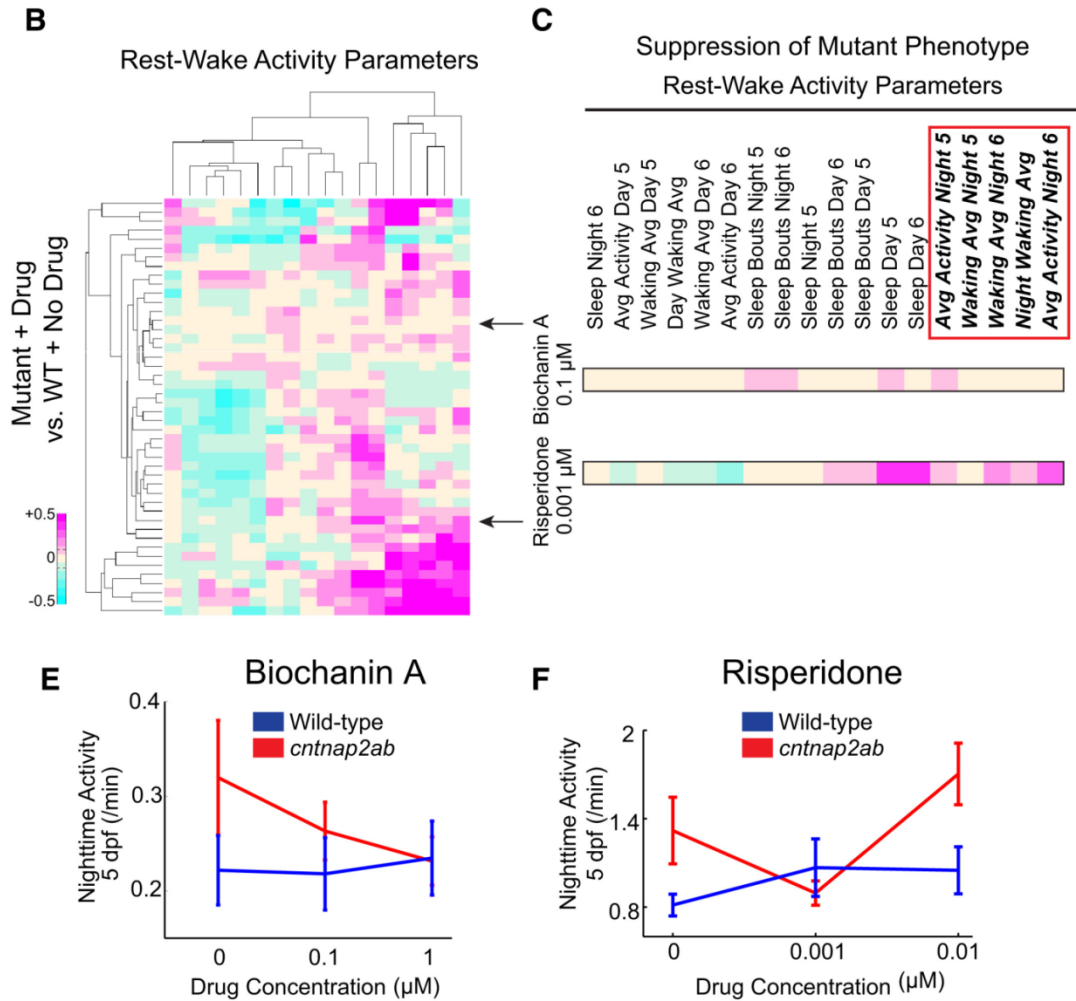 B
Rest-Wake Activity Parameters
Mutant + Drug
vs. WT + No Drug
+0.5
0
-0.5
C
Suppression of Mutant Phenotype
Rest-Wake Activity Parameters
Sleep Night 6
Avg Activity Day 5
Waking Avg Day 5
Day Waking Avg
Waking Avg Day 6
Avg Activity Day 6
Sleep Bouts Night 5
Sleep Bouts Night 6
Sleep Night 5
Sleep Bouts Day 6
Sleep Bouts Day 5
Sleep Day 5
Sleep Day 6
Avg Activity Night 5
Waking Avg Night 5
Waking Avg Night 6
Night Waking Avg
Avg Activity Night 6
Biochanin A
0.1 µM
Risperidone
0.001 µM
E
Biochanin A
Wild-type
cntnap2ab
Nighttime Activity
5 dpf (/min)
0.4
0.3
0.2
0
0.1
1
Drug Concentration (µM)
F
Risperidone
Wild-type
cntnap2ab
Nighttime Activity
5 dpf (/min)
2
1.4
0.8
0
0.001
0.01
Drug Concentration (µM)